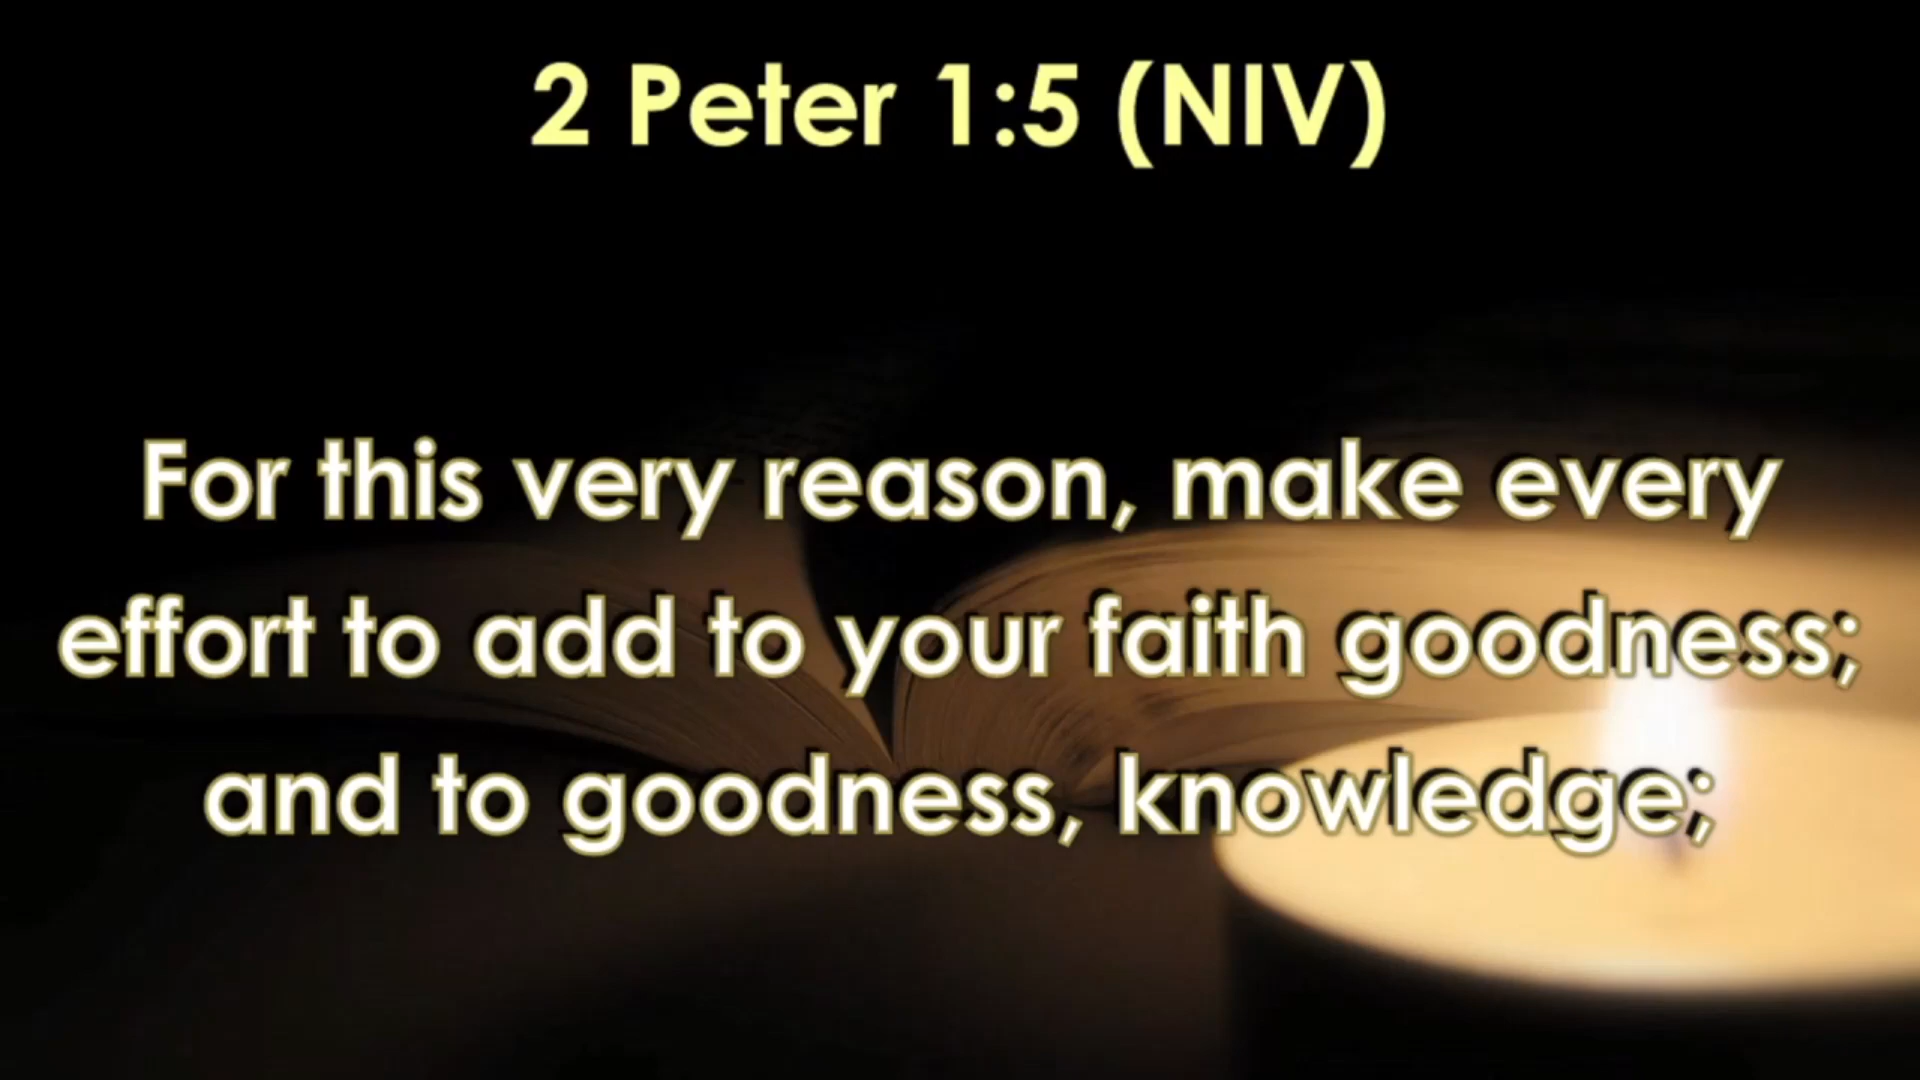 2 Peter 1:5 (NIV)
For this very reason, make every
effort to add to your faith goodness;
and to goodness, knowledge;